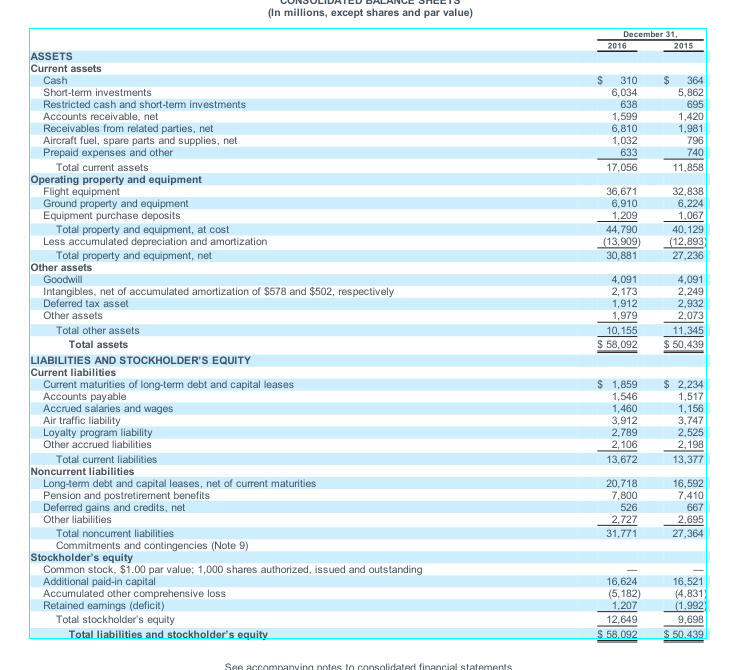 CONSOLIDATED BALANCE SHEETS
(In millions, except shares and par value)
December 31,
2016 2015
ASSETS
Current assets
Cash $ 310 $ 364
Short-term investments 6,034 5,862
Restricted cash and short-term investments 638 695
Accounts receivable, net 1,599 1,420
Receivables from related parties, net 6,810 1,981
Aircraft fuel, spare parts and supplies, net 1,032 796
Prepaid expenses and other 633 740
Total current assets 17,056 11,858
Operating property and equipment
Flight equipment 36,671 32,838
Ground property and equipment 6,910 6,224
Equipment purchase deposits 1,209 1,067
Total property and equipment, at cost 44,790 40,129
Less accumulated depreciation and amortization (13,909) (12,893)
Total property and equipment, net 30,881 27,236
Other assets
Goodwill 4,091 4,091
Intangibles, net of accumulated amortization of $578 and $502, respectively 2,173 2,249
Deferred tax asset 1,912 2,932
Other assets 1,979 2,073
Total other assets 10,155 11,345
Total assets $ 58,092 $ 50,439
LIABILITIES AND STOCKHOLDER'S EQUITY
Current liabilities
Current maturities of long-term debt and capital leases $ 1,859 $ 2,234
Accounts payable 1,546 1,517
Accrued salaries and wages 1,460 1,156
Air traffic liability 3,912 3,747
Loyalty program liability 2,789 2,525
Other accrued liabilities 2,106 2,198
Total current liabilities 13,672 13,377
Noncurrent liabilities
Long-term debt and capital leases, net of current maturities 20,718 16,592
Pension and postretirement benefits 7,800 7,410
Deferred gains and credits, net 526 667
Other liabilities 2,727 2,695
Total noncurrent liabilities 31,771 27,364
Commitments and contingencies (Note 9)
Stockholder's equity
Common stock, $1.00 par value; 1,000 shares authorized, issued and outstanding — —
Additional paid-in capital 16,624 16,521
Accumulated other comprehensive loss (5,182) (4,831)
Retained earnings (deficit) 1,207 (1,992)
Total stockholder's equity 12,649 9,698
Total liabilities and stockholder's equity $ 58,092 $ 50,439
See accompanying notes to consolidated financial statements